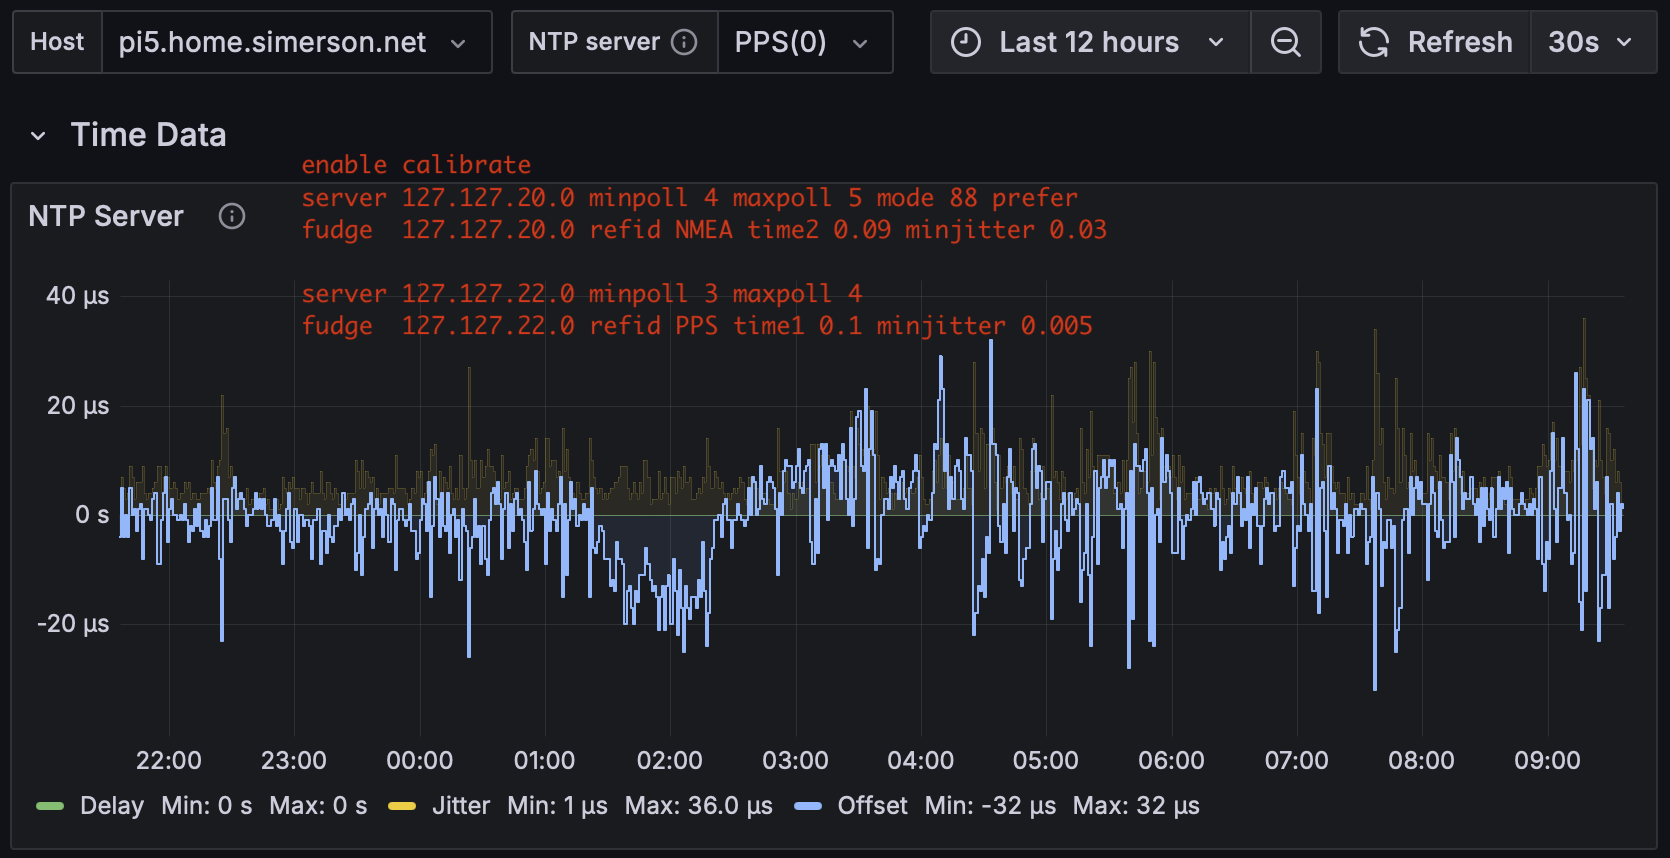 Host pi5.home.simerson.net NTP server PPS(0) Last 12 hours Refresh 30s
Time Data
enable calibrate
server 127.127.20.0 minpoll 4 maxpoll 5 mode 88 prefer
NTP Server
fudge  127.127.20.0 refid NMEA time2 0.09 minjitter 0.03
server 127.127.22.0 minpoll 3 maxpoll 4
fudge  127.127.22.0 refid PPS time1 0.1 minjitter 0.005
40 µs
20 µs
0 s
-20 µs
22:00 23:00 00:00 01:00 02:00 03:00 04:00 05:00 06:00 07:00 08:00 09:00
Delay Min: 0 s Max: 0 s Jitter Min: 1 µs Max: 36.0 µs Offset Min: -32 µs Max: 32 µs